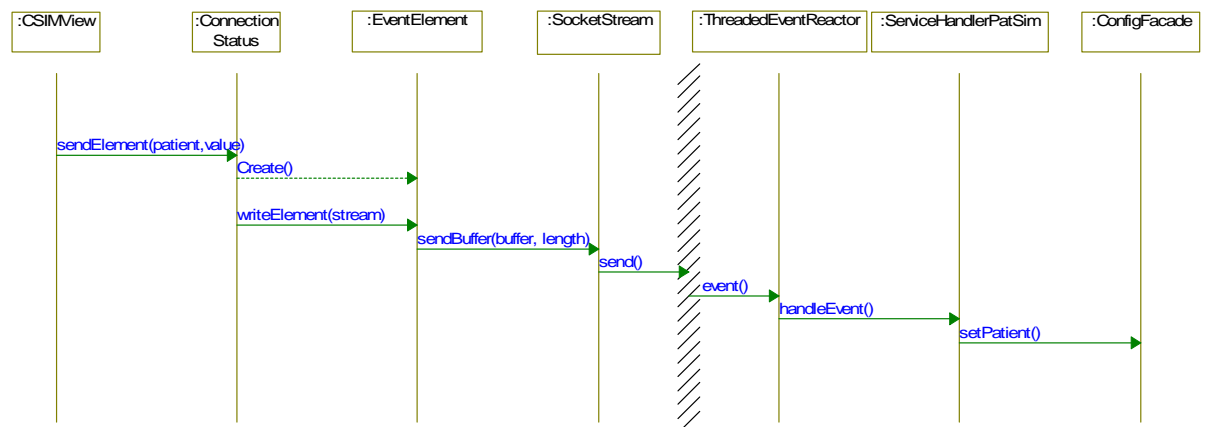 :CSIMView
:Connection
Status
:EventElement
:SocketStream
:ThreadedEventReactor
:ServiceHandlerPatSim
:ConfigFacade
sendElement(patient,value)
Create()
writeElement(stream)
sendBuffer(buffer, length)
send()
event()
handleEvent()
setPatient()